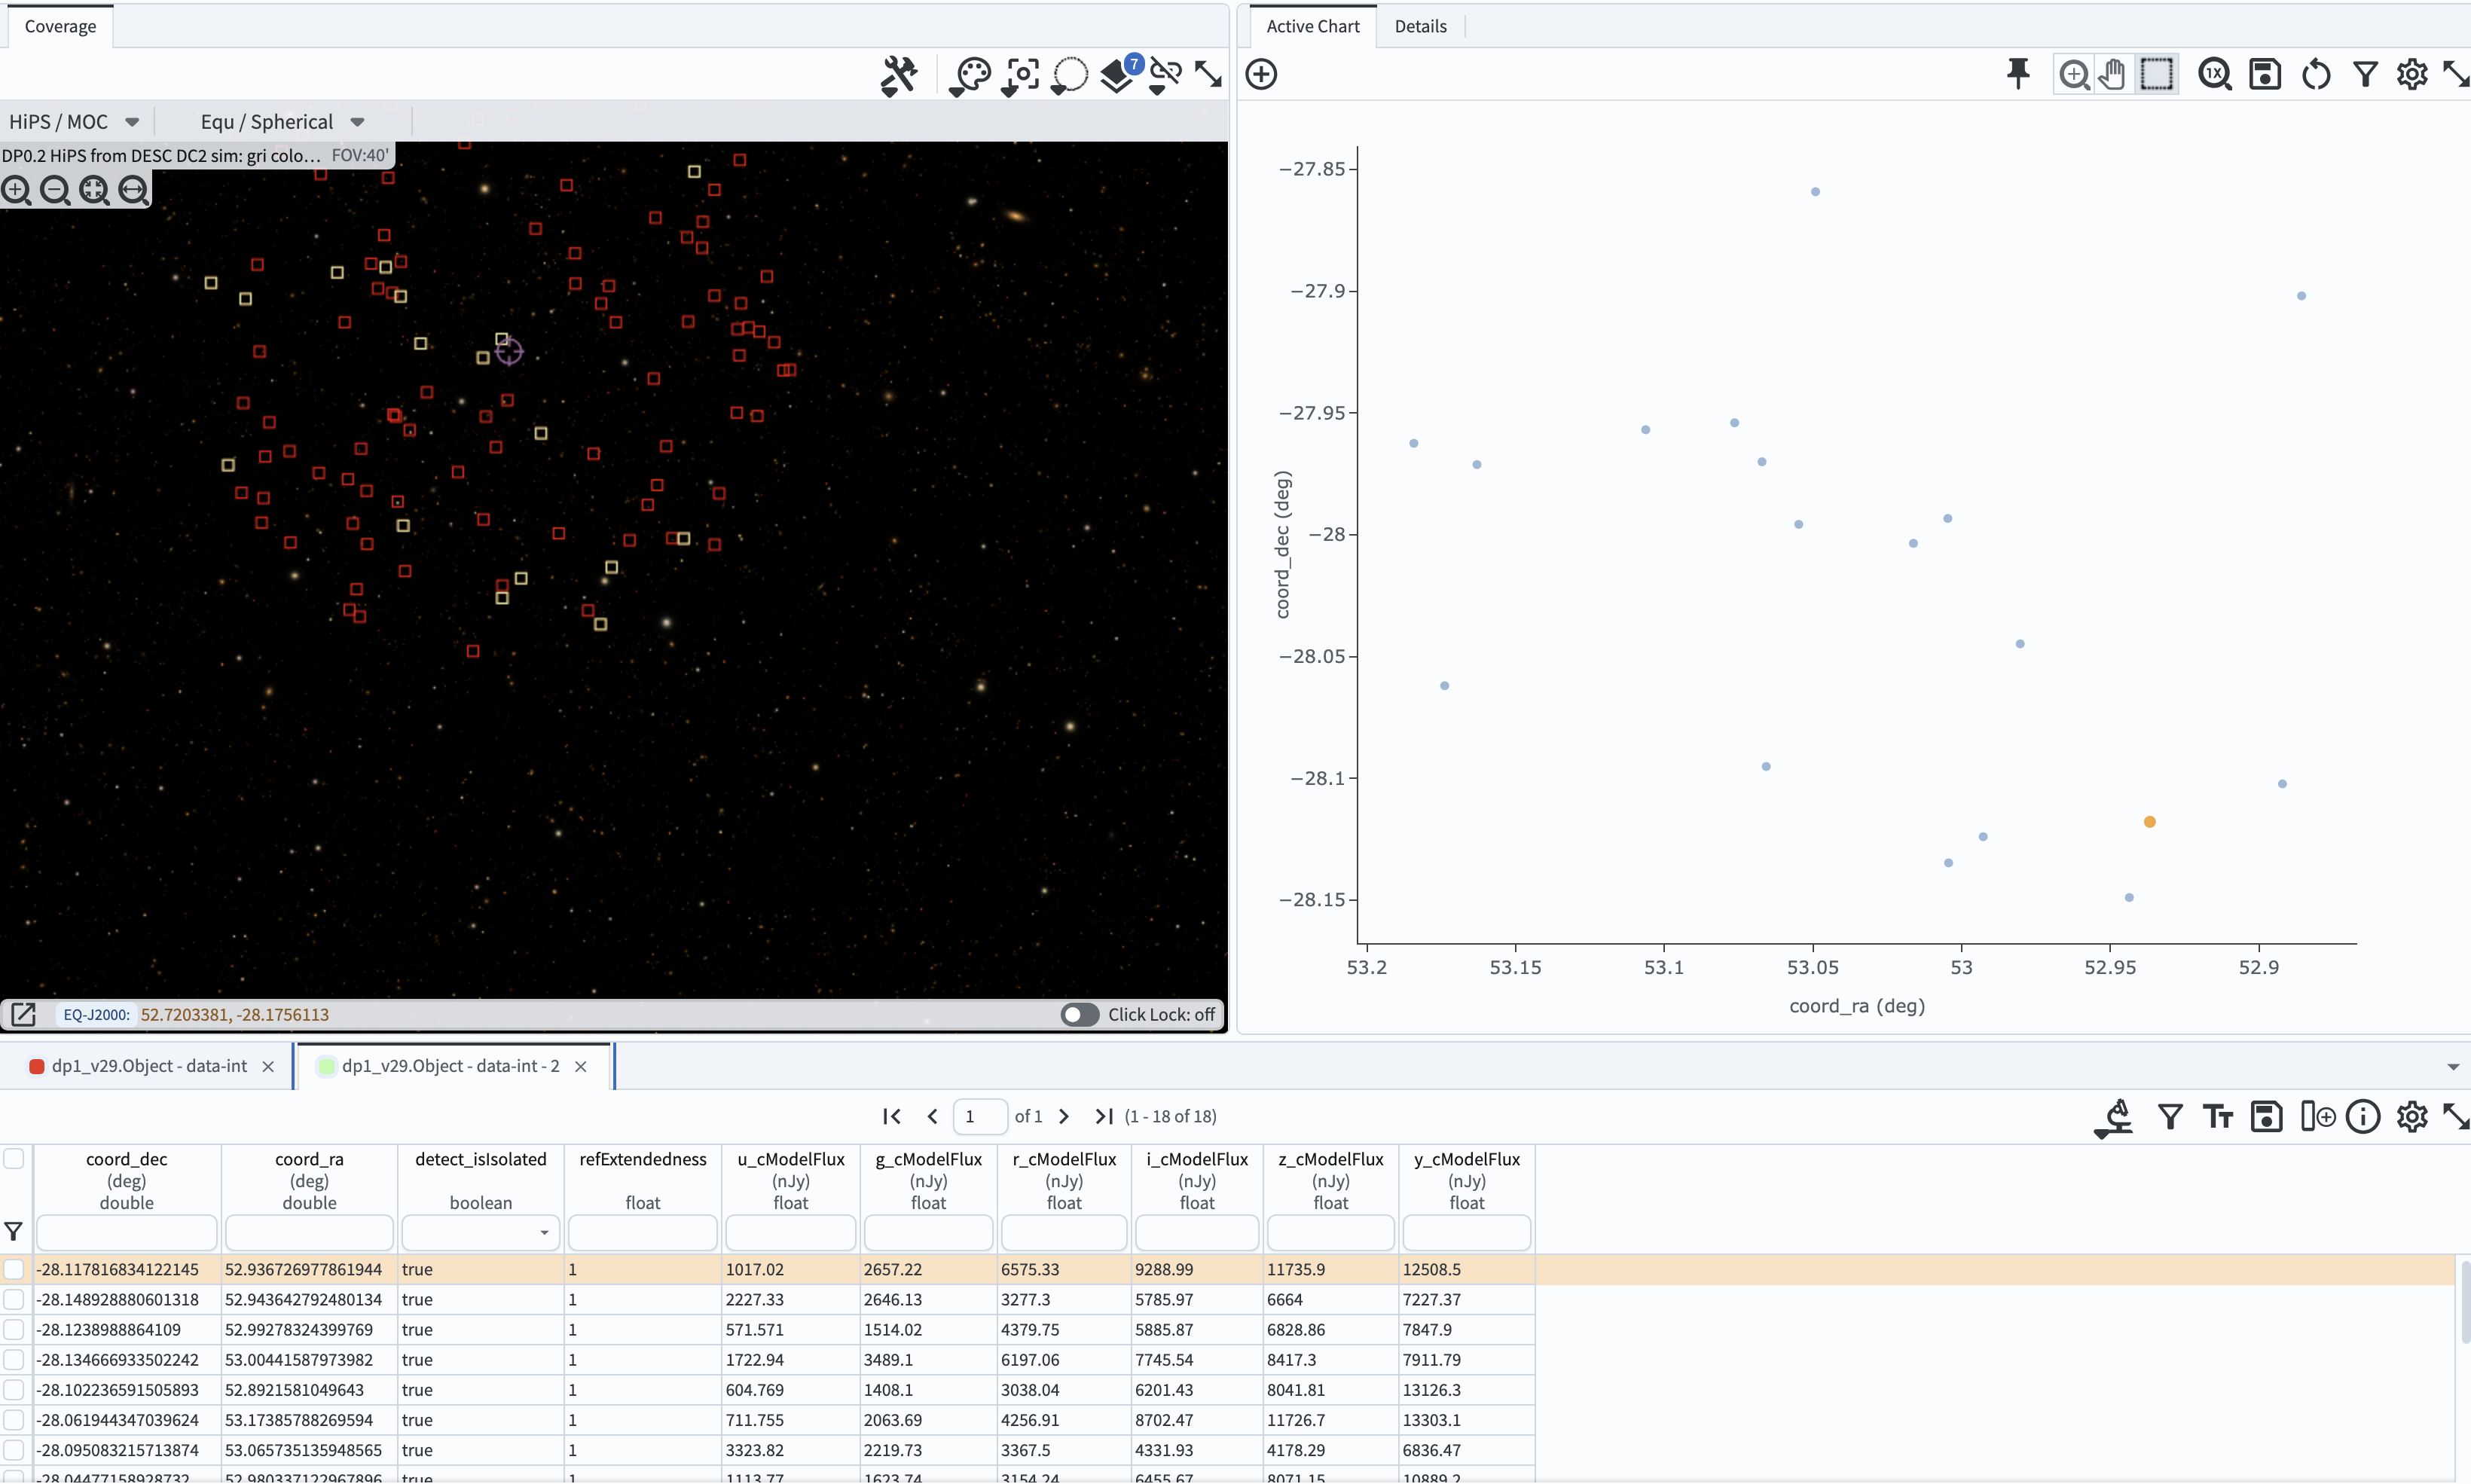 Coverage
Active Chart Details
7
1X
HiPS / MOC Equ / Spherical
DP0.2 HiPS from DESC DC2 sim: gri colo... FOV:40'
−27.85
−27.9
−27.95
−28
−28.05
−28.1
−28.15
coord_dec (deg)
53.2 53.15 53.1 53.05 53 52.95 52.9
coord_ra (deg)
EQ-J2000: 52.7203381, -28.1756113 Click Lock: off
dp1_v29.Object - data-int dp1_v29.Object - data-int - 2
1 of 1 (1 - 18 of 18)
coord_dec coord_ra detect_isIsolated refExtendedness u_cModelFlux g_cModelFlux r_cModelFlux i_cModelFlux z_cModelFlux y_cModelFlux
(deg) (deg) (nJy) (nJy) (nJy) (nJy) (nJy) (nJy)
double double boolean float float float float float float float
-28.117816834122145 52.936726977861944 true 1 1017.02 2657.22 6575.33 9288.99 11735.9 12508.5
-28.148928880601318 52.943642792480134 true 1 2227.33 2646.13 3277.3 5785.97 6664 7227.37
-28.1238988864109 52.99278324399769 true 1 571.571 1514.02 4379.75 5885.87 6828.86 7847.9
-28.134666933502242 53.00441587973982 true 1 1722.94 3489.1 6197.06 7745.54 8417.3 7911.79
-28.102236591505893 52.8921581049643 true 1 604.769 1408.1 3038.04 6201.43 8041.81 13126.3
-28.061944347039624 53.17385788269594 true 1 711.755 2063.69 4256.91 8702.47 11726.7 13303.1
-28.095083215713874 53.065735135948565 true 1 3323.82 2219.73 3367.5 4331.93 4178.29 6836.47
-28.04477158928732 52.980337122967896 true 1 1113.77 1623.74 3154.24 6455.67 8071.15 10889.2